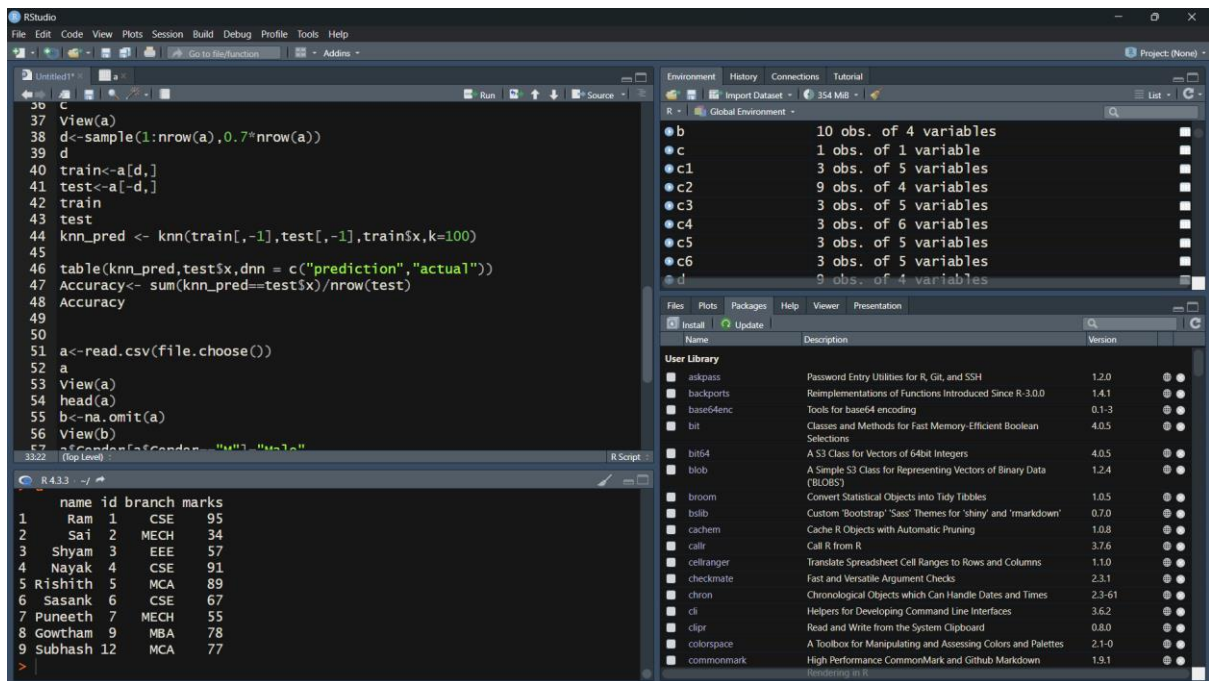 RStudio
File Edit Code View Plots Session Build Debug Profile Tools Help
Go to file/function Addins
Project: (None)
Untitled1* a
Run Source
36 c
37 View(a)
38 d<-sample(1:nrow(a),0.7*nrow(a))
39 d
40 train<-a[d,]
41 test<-a[-d,]
42 train
43 test
44 knn_pred <- knn(train[,-1],test[,-1],train$x,k=100)
45
46 table(knn_pred,test$x,dnn = c("prediction","actual"))
47 Accuracy<- sum(knn_pred==test$x)/nrow(test)
48 Accuracy
49
50
51 a<-read.csv(file.choose())
52 a
53 View(a)
54 head(a)
55 b<-na.omit(a)
56 View(b)
57 a$Gender[a$Gender=="M"]="Male"
33:22 (Top Level) R Script
R 4.3.3 · ~/
name id branch marks
1 Ram 1 CSE 95
2 Sai 2 MECH 34
3 Shyam 3 EEE 57
4 Nayak 4 CSE 91
5 Rishith 5 MCA 89
6 Sasank 6 CSE 67
7 Puneeth 7 MECH 55
8 Gowtham 9 MBA 78
9 Subhash 12 MCA 77
>
Environment History Connections Tutorial
Import Dataset 354 MiB List
R Global Environment
b 10 obs. of 4 variables
c 1 obs. of 1 variable
c1 3 obs. of 5 variables
c2 9 obs. of 4 variables
c3 3 obs. of 5 variables
c4 3 obs. of 6 variables
c5 3 obs. of 5 variables
c6 3 obs. of 5 variables
d 9 obs. of 4 variables
Files Plots Packages Help Viewer Presentation
Install Update
Name Description Version
User Library
askpass Password Entry Utilities for R, Git, and SSH 1.2.0
backports Reimplementations of Functions Introduced Since R-3.0.0 1.4.1
base64enc Tools for base64 encoding 0.1-3
bit Classes and Methods for Fast Memory-Efficient Boolean 4.0.5
Selections
bit64 A S3 Class for Vectors of 64bit Integers 4.0.5
blob A Simple S3 Class for Representing Vectors of Binary Data 1.2.4
('BLOBS')
broom Convert Statistical Objects into Tidy Tibbles 1.0.5
bslib Custom 'Bootstrap' 'Sass' Themes for 'shiny' and 'rmarkdown' 0.7.0
cachem Cache R Objects with Automatic Pruning 1.0.8
callr Call R from R 3.7.6
cellranger Translate Spreadsheet Cell Ranges to Rows and Columns 1.1.0
checkmate Fast and Versatile Argument Checks 2.3.1
chron Chronological Objects which Can Handle Dates and Times 2.3-61
cli Helpers for Developing Command Line Interfaces 3.6.2
clipr Read and Write from the System Clipboard 0.8.0
colorspace A Toolbox for Manipulating and Assessing Colors and Palettes 2.1-0
commonmark High Performance CommonMark and Github Markdown 1.9.1
Rendering in R